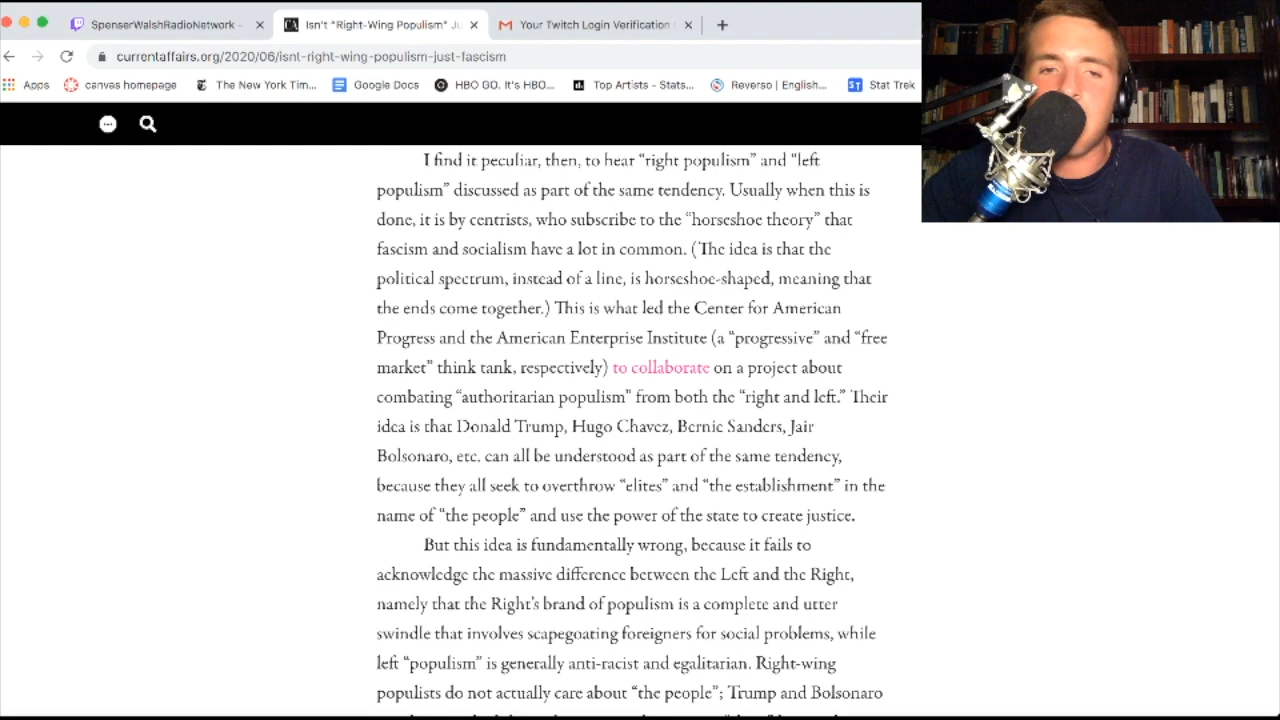 SpenserWalshRadioNetwork -
Isn't "Right-Wing Populism" Ju
Your Twitch Login Verification
currentaffairs.org/2020/06/isnt-right-wing-populism-just-fascism
Apps
canvas homepage
The New York Tim...
Google Docs
HBO GO. It's HBO...
Top Artists - Stats...
Reverso | English...
Stat Trek
I find it peculiar, then, to hear “right populism” and “left
populism” discussed as part of the same tendency. Usually when this is
done, it is by centrists, who subscribe to the “horseshoe theory” that
fascism and socialism have a lot in common. (The idea is that the
political spectrum, instead of a line, is horseshoe-shaped, meaning that
the ends come together.) This is what led the Center for American
Progress and the American Enterprise Institute (a “progressive” and “free
market” think tank, respectively) to collaborate on a project about
combating “authoritarian populism” from both the “right and left.” Their
idea is that Donald Trump, Hugo Chavez, Bernie Sanders, Jair
Bolsonaro, etc. can all be understood as part of the same tendency,
because they all seek to overthrow “elites” and “the establishment” in the
name of “the people” and use the power of the state to create justice.
But this idea is fundamentally wrong, because it fails to
acknowledge the massive difference between the Left and the Right,
namely that the Right’s brand of populism is a complete and utter
swindle that involves scapegoating foreigners for social problems, while
left “populism” is generally anti-racist and egalitarian. Right-wing
populists do not actually care about “the people”; Trump and Bolsonaro